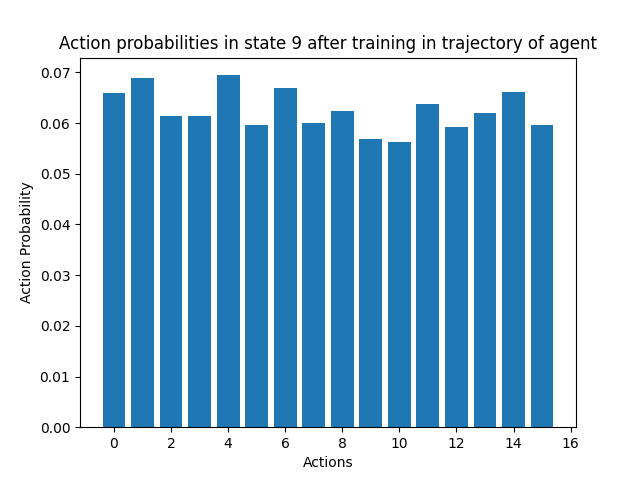 Action probabilities in state 9 after training in trajectory of agent
0.07
0.06
0.05
0.04
0.03
0.02
0.01
0.00
Action Probability
0 2 4 6 8 10 12 14 16
Actions